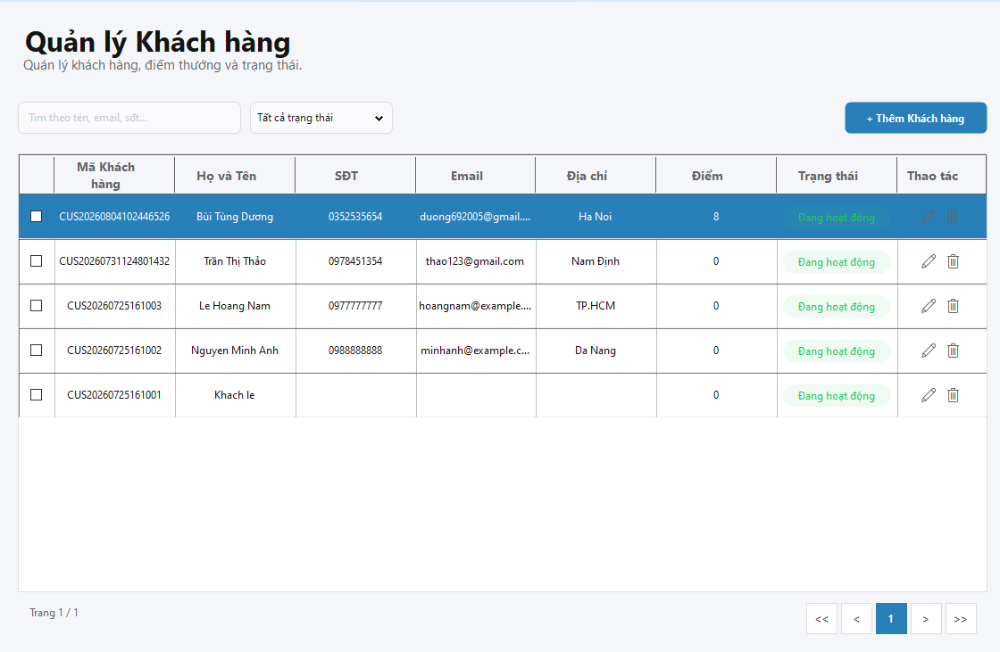 Quản lý Khách hàng
Quản lý khách hàng, điểm thưởng và trạng thái.
Tìm theo tên, email, sđt...
Tất cả trạng thái
+ Thêm Khách hàng
Mã Khách hàng Họ và Tên SĐT Email Địa chỉ Điểm Trạng thái Thao tác
CUS20260804102446526 Bùi Tùng Dương 0352535654 duong692005@gmail.... Ha Noi 8 Đang hoạt động
CUS20260731124801432 Trần Thị Thảo 0978451354 thao123@gmail.com Nam Định 0 Đang hoạt động
CUS20260725161003 Le Hoang Nam 0977777777 hoangnam@example.... TP.HCM 0 Đang hoạt động
CUS20260725161002 Nguyen Minh Anh 0988888888 minhanh@example.c... Da Nang 0 Đang hoạt động
CUS20260725161001 Khach le 0 Đang hoạt động
Trang 1 / 1
<< < 1 > >>